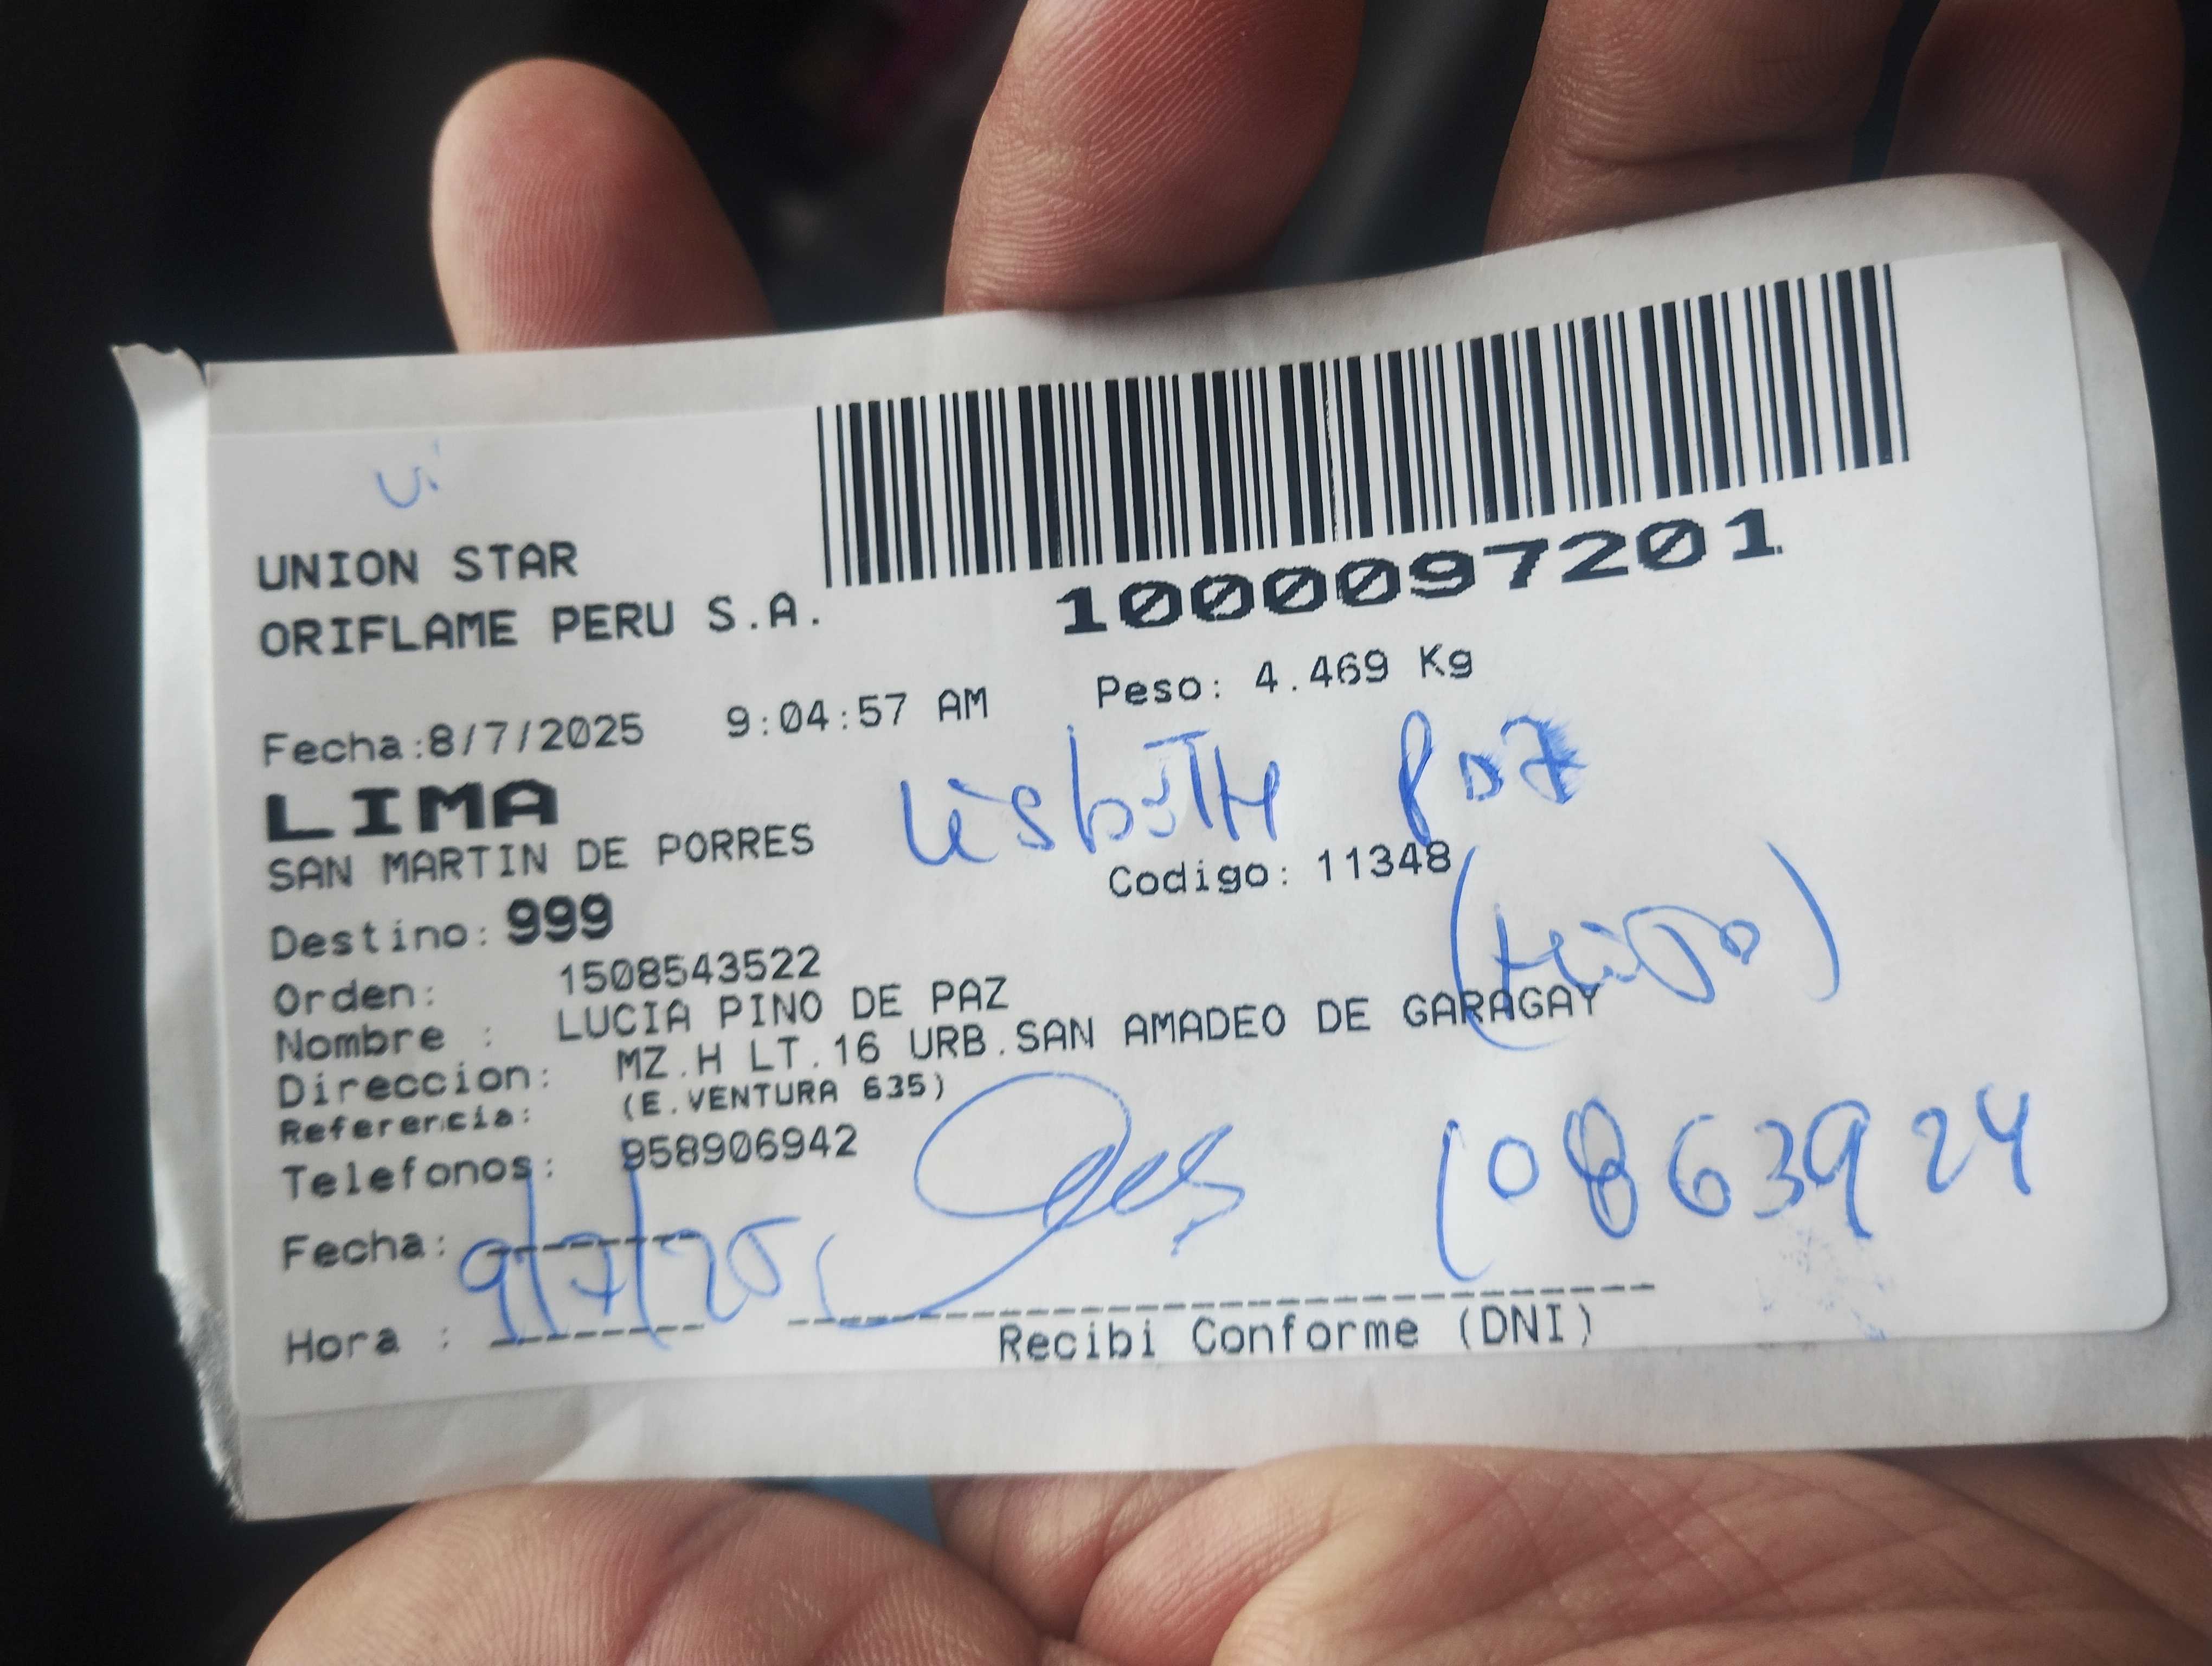 UNION STAR
ORIFLAME PERU S.A.
1000097201
Fecha:8/7/2025 9:04:57 AM Peso: 4.469 Kg
LIMA
Lisbeth Paz
SAN MARTIN DE PORRES Codigo: 11348
Destino: 999
Orden: 1508543522
Nombre : LUCIA PINO DE PAZ
Direccion: MZ.H LT.16 URB.SAN AMADEO DE GARAGAY
Referencia: (E.VENTURA 635)
Telefonos: 958906942
10863924
Fecha: 9/7/25
Hora :
Recibi Conforme (DNI)